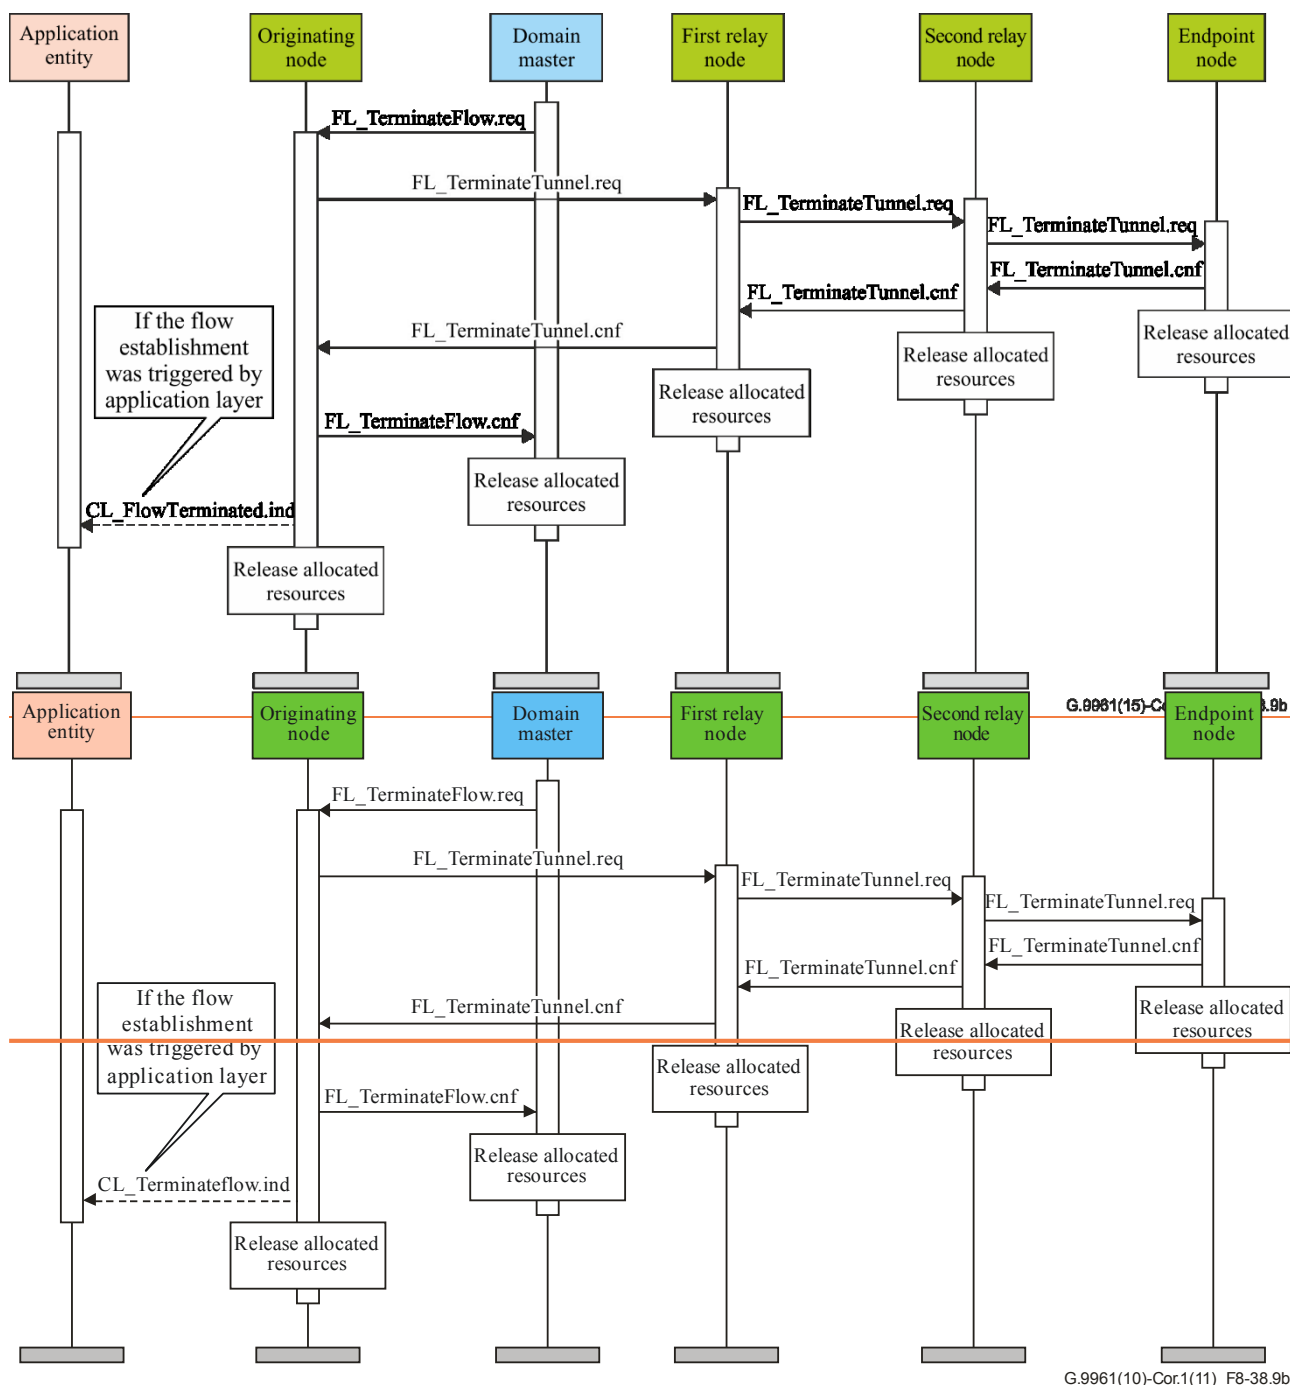 Application
entity
Originating
node
Domain
master
First relay
node
Second relay
node
Endpoint
node
FL_TerminateFlow.req
FL_TerminateTunnel.req
FL_TerminateTunnel.req
FL_TerminateTunnel.req
FL_TerminateTunnel.cnf
FL_TerminateTunnel.cnf
FL_TerminateTunnel.cnf
If the flow
establishment
was triggered by
application layer
Release allocated
resources
Release allocated
resources
Release allocated
resources
FL_TerminateFlow.cnf
Release allocated
resources
CL_FlowTerminated.ind
Release allocated
resources
G.9961(15)-Co 8.9b
Application
entity
Originating
node
Domain
master
First relay
node
Second relay
node
Endpoint
node
FL_TerminateFlow.req
FL_TerminateTunnel.req
FL_TerminateTunnel.req
FL_TerminateTunnel.req
FL_TerminateTunnel.cnf
FL_TerminateTunnel.cnf
FL_TerminateTunnel.cnf
If the flow
establishment
was triggered by
application layer
Release allocated
resources
Release allocated
resources
Release allocated
resources
FL_TerminateFlow.cnf
Release allocated
resources
CL_Terminateflow.ind
Release allocated
resources
G.9961(10)-Cor.1(11)_F8-38.9b